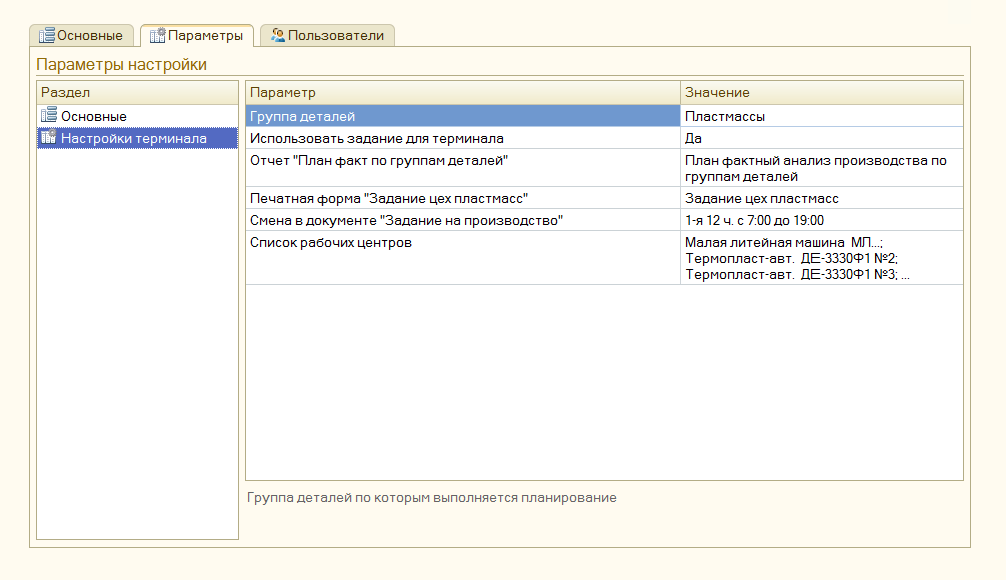 Основные Параметры Пользователи
Параметры настройки
Раздел Параметр Значение
Основные Группа деталей Пластмассы
Настройки терминала Использовать задание для терминала Да
Отчет "План факт по группам деталей" План фактный анализ производства по
группам деталей
Печатная форма "Задание цех пластмасс" Задание цех пластмасс
Смена в документе "Задание на производство" 1-я 12 ч. с 7:00 до 19:00
Список рабочих центров Малая литейная машина МЛ...;
Термопласт-авт. ДЕ-3330Ф1 №2;
Термопласт-авт. ДЕ-3330Ф1 №3; ...
Группа деталей по которым выполняется планирование